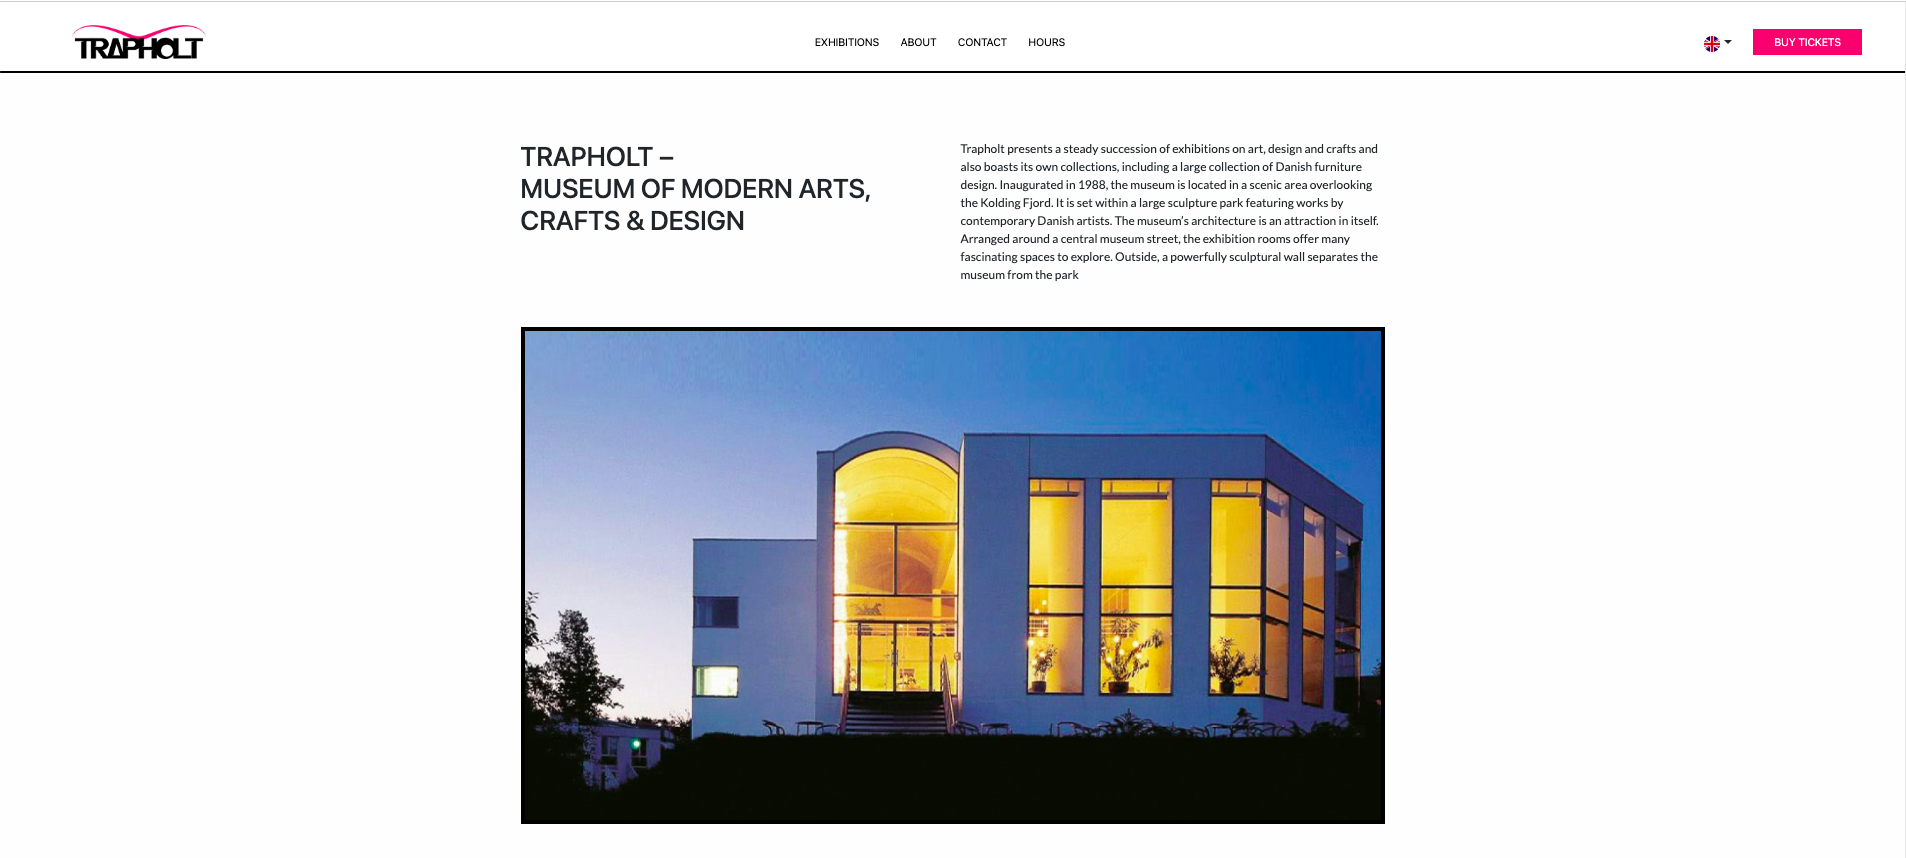 TRAPHOLT
EXHIBITIONS ABOUT CONTACT HOURS
BUY TICKETS
TRAPHOLT –
MUSEUM OF MODERN ARTS,
CRAFTS & DESIGN
Trapholt presents a steady succession of exhibitions on art, design and crafts and
also boasts its own collections, including a large collection of Danish furniture
design. Inaugurated in 1988, the museum is located in a scenic area overlooking
the Kolding Fjord. It is set within a large sculpture park featuring works by
contemporary Danish artists. The museum’s architecture is an attraction in itself.
Arranged around a central museum street, the exhibition rooms offer many
fascinating spaces to explore. Outside, a powerfully sculptural wall separates the
museum from the park